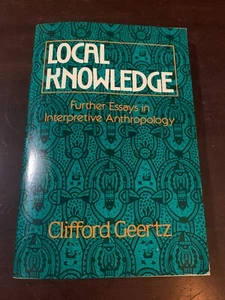 LOCAL
KNOWLEDGE
Further Essays in
Interpretive Anthropology
Clifford Geertz